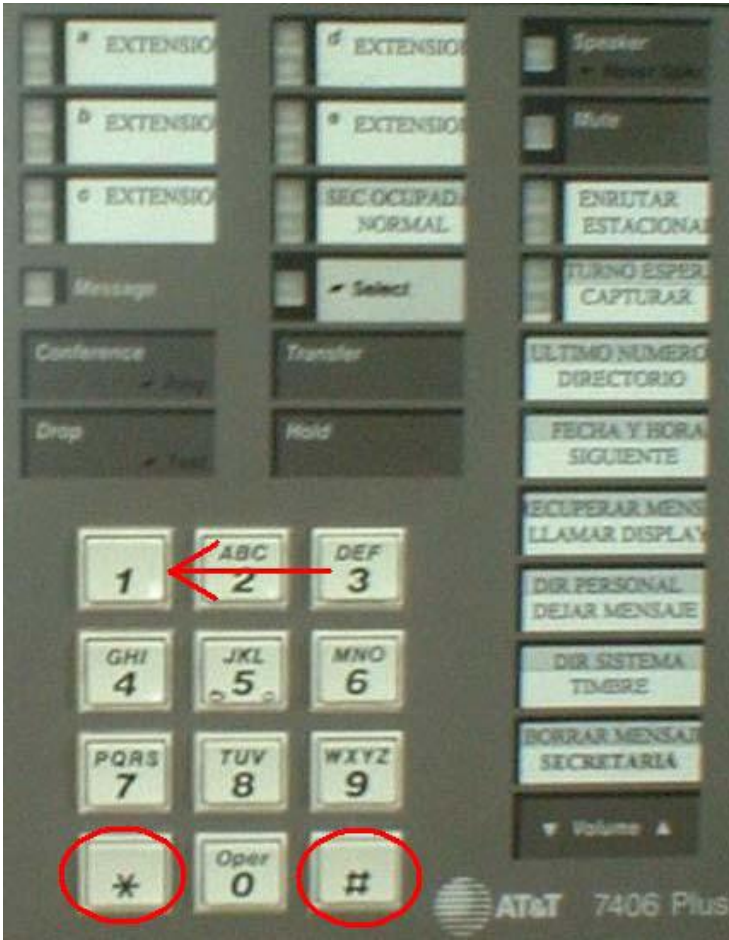 a EXTENSIO
d EXTENSIO
Speaker
b EXTENSIO
e EXTENSIO
Mute
c EXTENSIO
SEC OCUPADA
NORMAL
ENRUTAR
ESTACIONA
Message
Select
TURNO ESPER
CAPTURAR
Conference
Transfer
ULTIMO NUMERO
DIRECTORIO
Drop
Test
Hold
FECHA Y HORA
SIGUIENTE
RECUPERAR MENS
LLAMAR DISPLAY
1
ABC
2
DEF
3
DIR PERSONAL
DEJAR MENSAJE
GHI
4
JKL
5
MNO
6
DIR SISTEMA
TIMBRE
PQRS
7
TUV
8
WXYZ
9
BORRAR MENSAJ
SECRETARIA
▼ Volume ▲
*
Oper
0
#
AT&T 7406 Plus